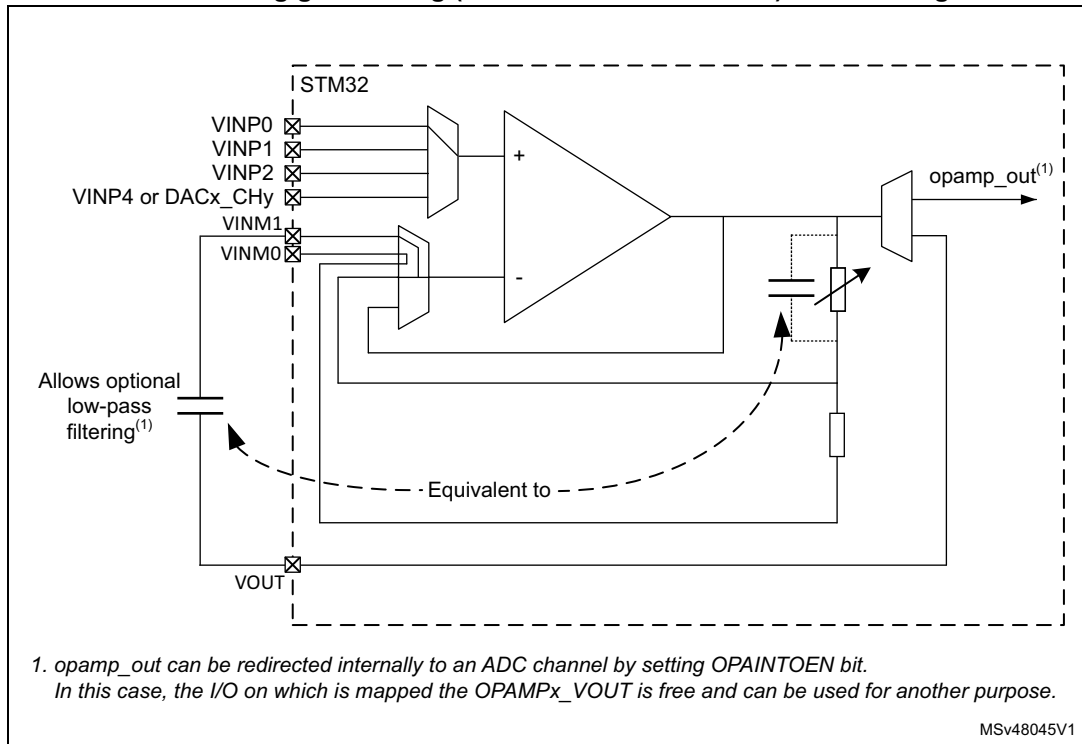 STM32
VINP0
VINP1
VINP2
VINP4 or DACx_CHy
VINM1
VINM0
+
-
opamp_out(1)
Allows optional
low-pass
filtering(1)
Equivalent to
VOUT
1. opamp_out can be redirected internally to an ADC channel by setting OPAINTOEN bit.
In this case, the I/O on which is mapped the OPAMPx_VOUT is free and can be used for another purpose.
MSv48045V1